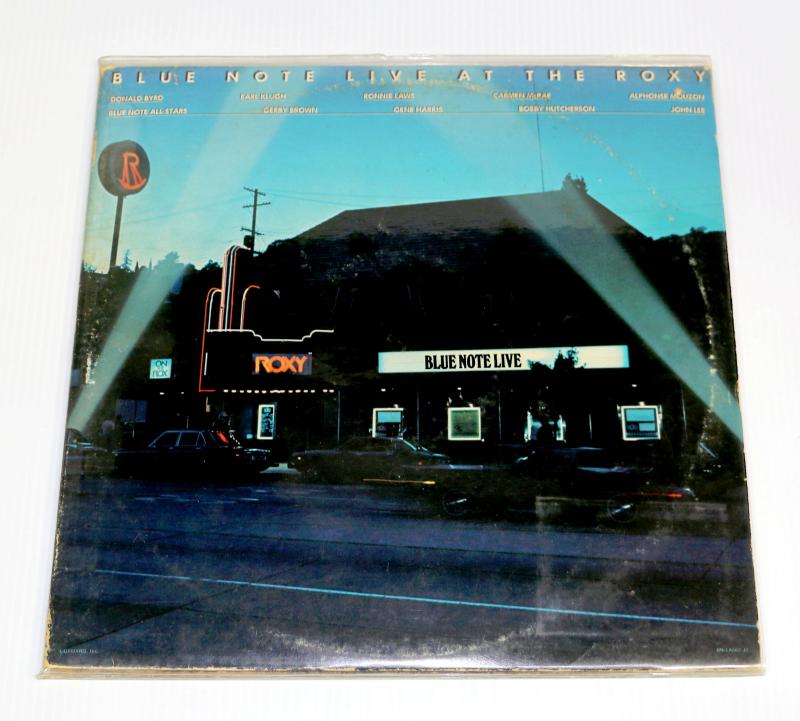 BLUE NOTE LIVE AT THE ROXY
DONALD BYRD EARL KLUGH RONNIE LAWS CARMEN McRAE ALPHONSE MOUZON
BLUE NOTE ALL-STARS GERRY BROWN GENE HARRIS BOBBY HUTCHERSON JOHN LEE
R
ROXY
BLUE NOTE LIVE
ON
ROX